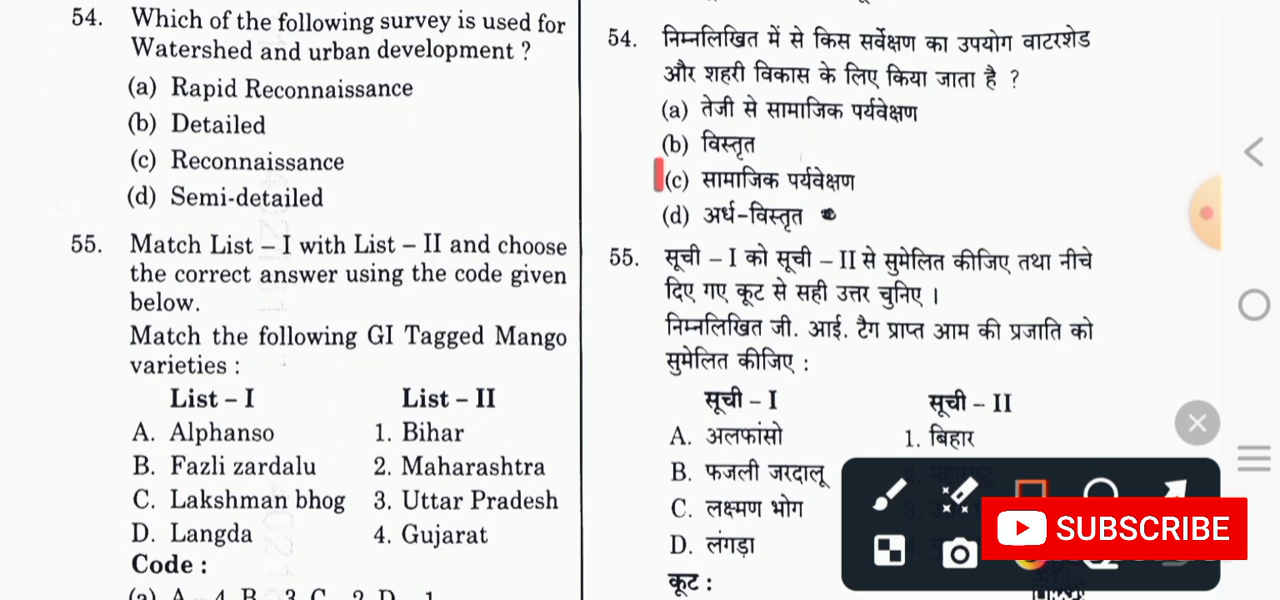 54. Which of the following survey is used for
Watershed and urban development ?
(a) Rapid Reconnaissance
(b) Detailed
(c) Reconnaissance
(d) Semi-detailed
55. Match List – I with List – II and choose
the correct answer using the code given
below.
Match the following GI Tagged Mango
varieties :
List – I List – II
A. Alphanso 1. Bihar
B. Fazli zardalu 2. Maharashtra
C. Lakshman bhog 3. Uttar Pradesh
D. Langda 4. Gujarat
Code :
54. निम्नलिखित में से किस सर्वेक्षण का उपयोग वाटरशेड
और शहरी विकास के लिए किया जाता है ?
(a) तेजी से सामाजिक पर्यवेक्षण
(b) विस्तृत
(c) सामाजिक पर्यवेक्षण
(d) अर्ध-विस्तृत
55. सूची – I को सूची – II से सुमेलित कीजिए तथा नीचे
दिए गए कूट से सही उत्तर चुनिए ।
निम्नलिखित जी. आई. टैग प्राप्त आम की प्रजाति को
सुमेलित कीजिए :
सूची – I सूची – II
A. अलफांसो 1. बिहार
B. फजली जरदालू
C. लक्ष्मण भोग
D. लंगड़ा
कूट :
SUBSCRIBE